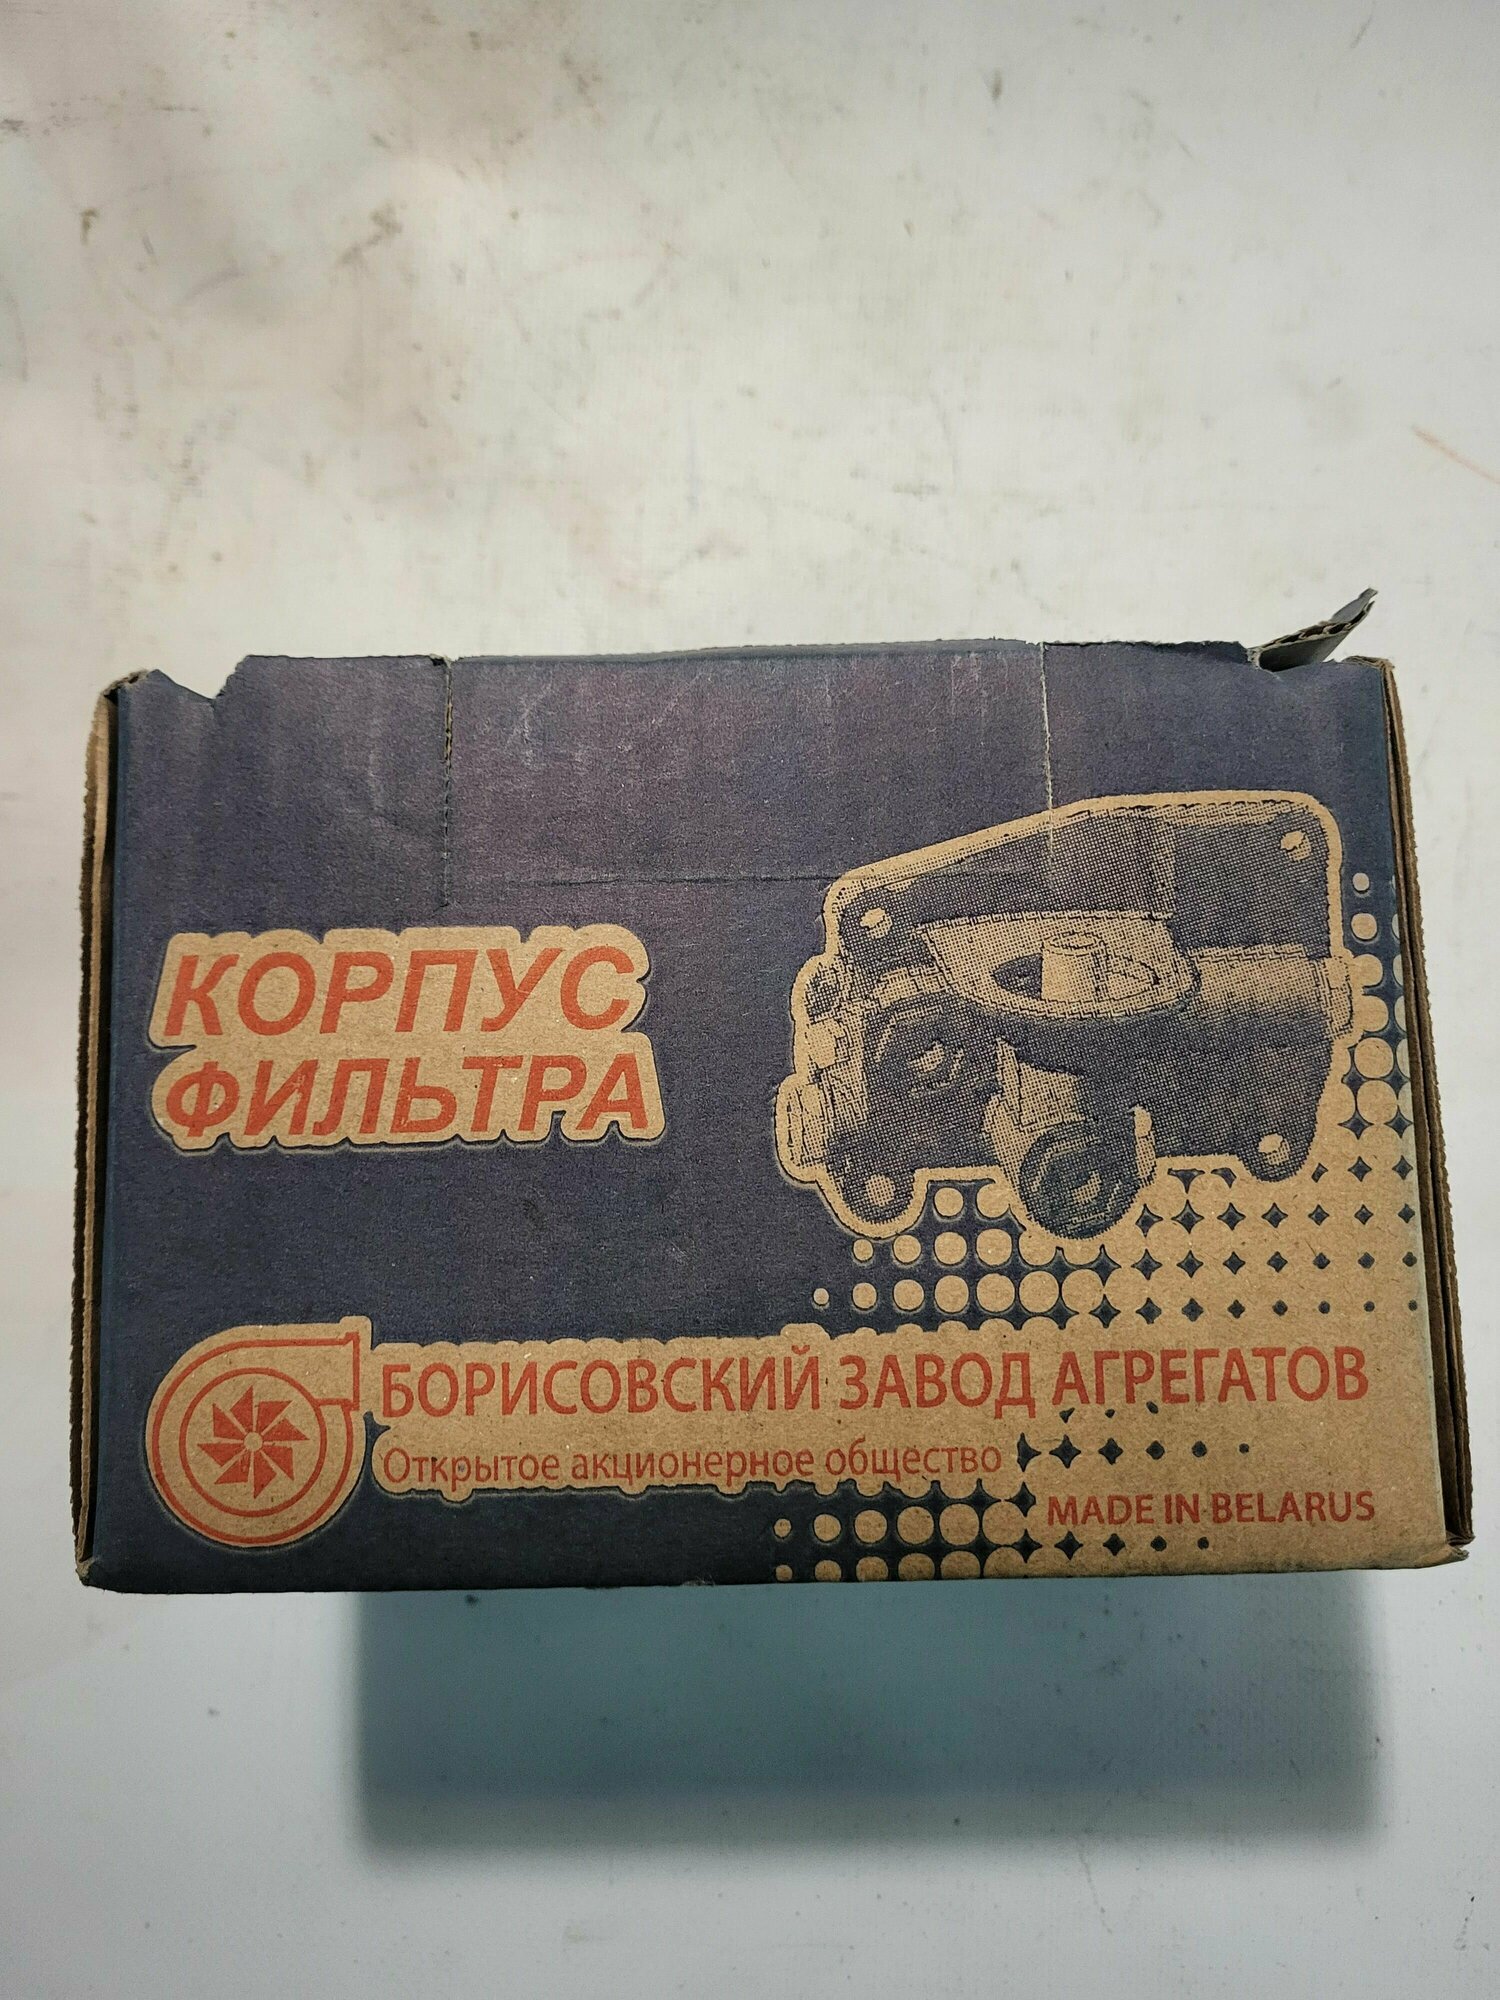 КОРПУС
ФИЛЬТРА
БОРИСОВСКИЙ ЗАВОД АГРЕГАТОВ
Открытое акционерное общество
MADE IN BELARUS